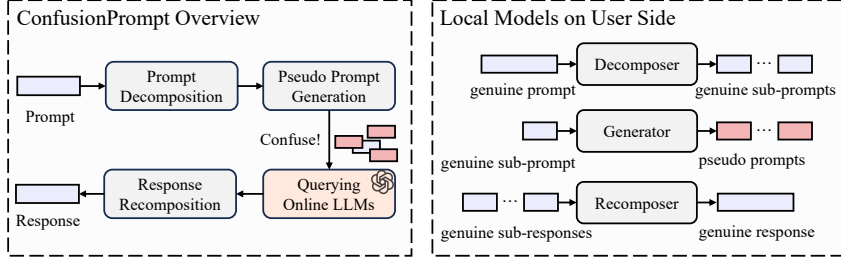 ConfusionPrompt Overview
Prompt
Decomposition
Pseudo Prompt
Generation
Prompt
Confuse!
Response
Recomposition
Querying
Online LLMs
Response
Local Models on User Side
Decomposer
···
genuine prompt
genuine sub-prompts
Generator
···
genuine sub-prompt
pseudo prompts
···
Recomposer
genuine sub-responses
genuine response